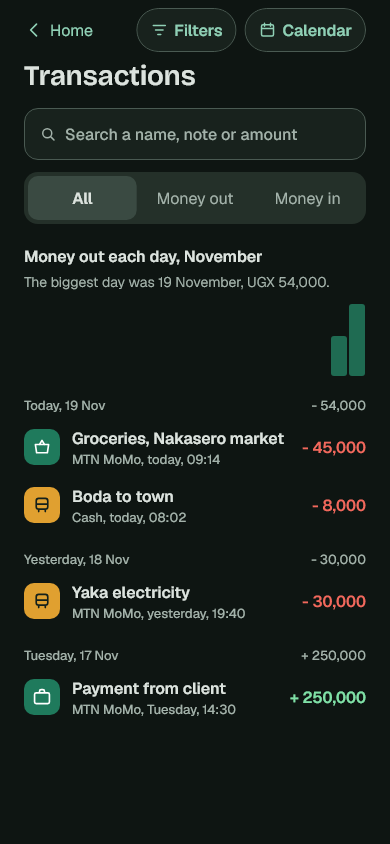 Home
Filters
Calendar
Transactions
Search a name, note or amount
All
Money out
Money in
Money out each day, November
The biggest day was 19 November, UGX 54,000.
Today, 19 Nov
- 54,000
Groceries, Nakasero market
- 45,000
MTN MoMo, today, 09:14
Boda to town
- 8,000
Cash, today, 08:02
Yesterday, 18 Nov
- 30,000
Yaka electricity
- 30,000
MTN MoMo, yesterday, 19:40
Tuesday, 17 Nov
+ 250,000
Payment from client
+ 250,000
MTN MoMo, Tuesday, 14:30